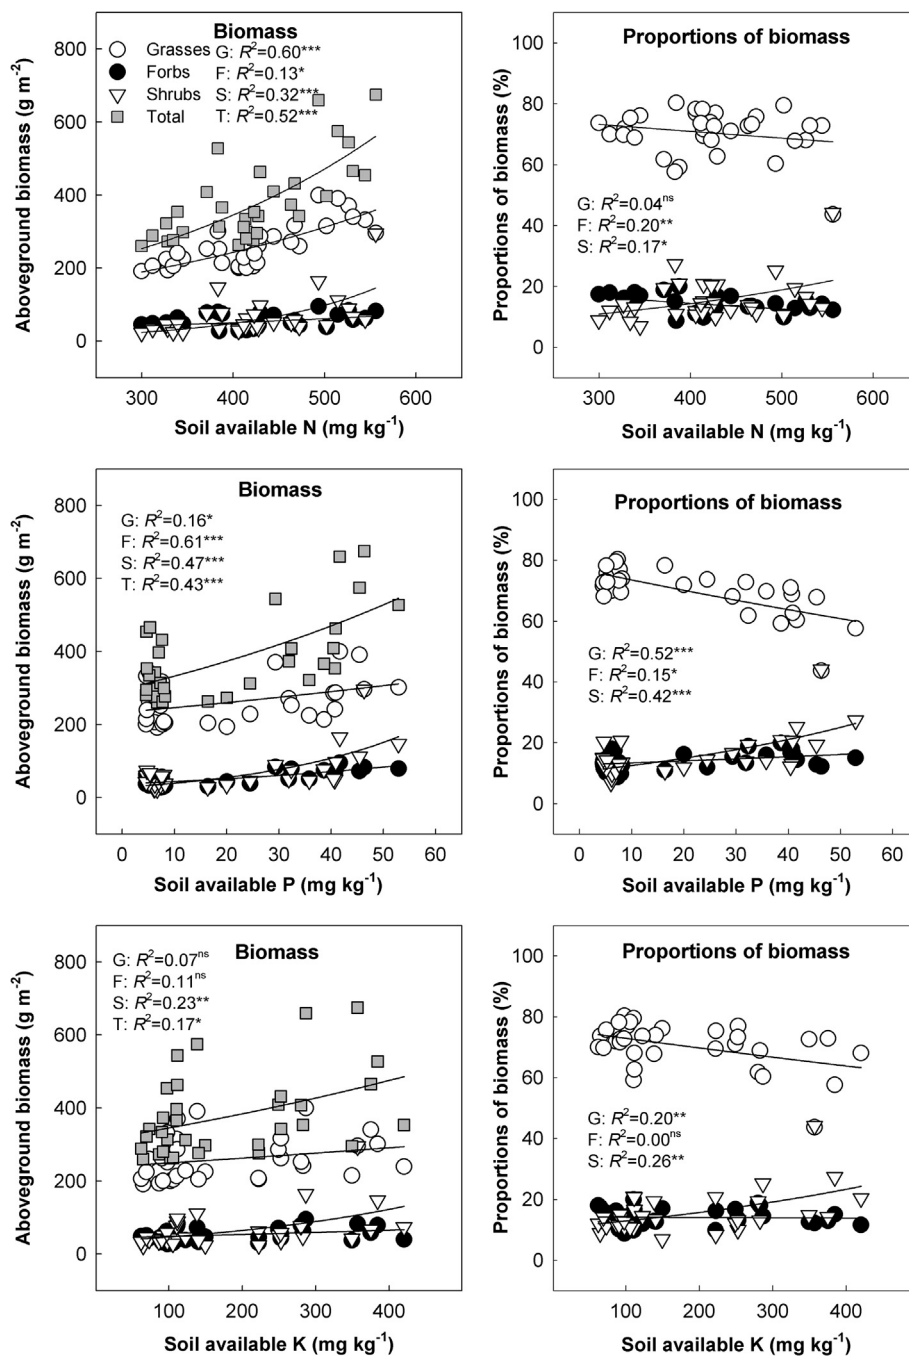 Biomass
Grasses
Forbs
Shrubs
Total
G: R²=0.60***
F: R²=0.13*
S: R²=0.32***
T: R²=0.52***
800
600
400
200
0
Aboveground biomass (g m⁻²)
300 400 500 600
Soil available N (mg kg⁻¹)
Proportions of biomass
G: R²=0.04ⁿˢ
F: R²=0.20**
S: R²=0.17*
100
80
60
40
20
0
Proportions of biomass (%)
300 400 500 600
Soil available N (mg kg⁻¹)
Biomass
G: R²=0.16*
F: R²=0.61***
S: R²=0.47***
T: R²=0.43***
800
600
400
200
0
Aboveground biomass (g m⁻²)
0 10 20 30 40 50 60
Soil available P (mg kg⁻¹)
Proportions of biomass
G: R²=0.52***
F: R²=0.15*
S: R²=0.42***
100
80
60
40
20
0
Proportions of biomass (%)
0 10 20 30 40 50 60
Soil available P (mg kg⁻¹)
Biomass
G: R²=0.07ⁿˢ
F: R²=0.11ⁿˢ
S: R²=0.23**
T: R²=0.17*
800
600
400
200
0
Aboveground biomass (g m⁻²)
100 200 300 400
Soil available K (mg kg⁻¹)
Proportions of biomass
G: R²=0.20**
F: R²=0.00ⁿˢ
S: R²=0.26**
100
80
60
40
20
0
Proportions of biomass (%)
100 200 300 400
Soil available K (mg kg⁻¹)